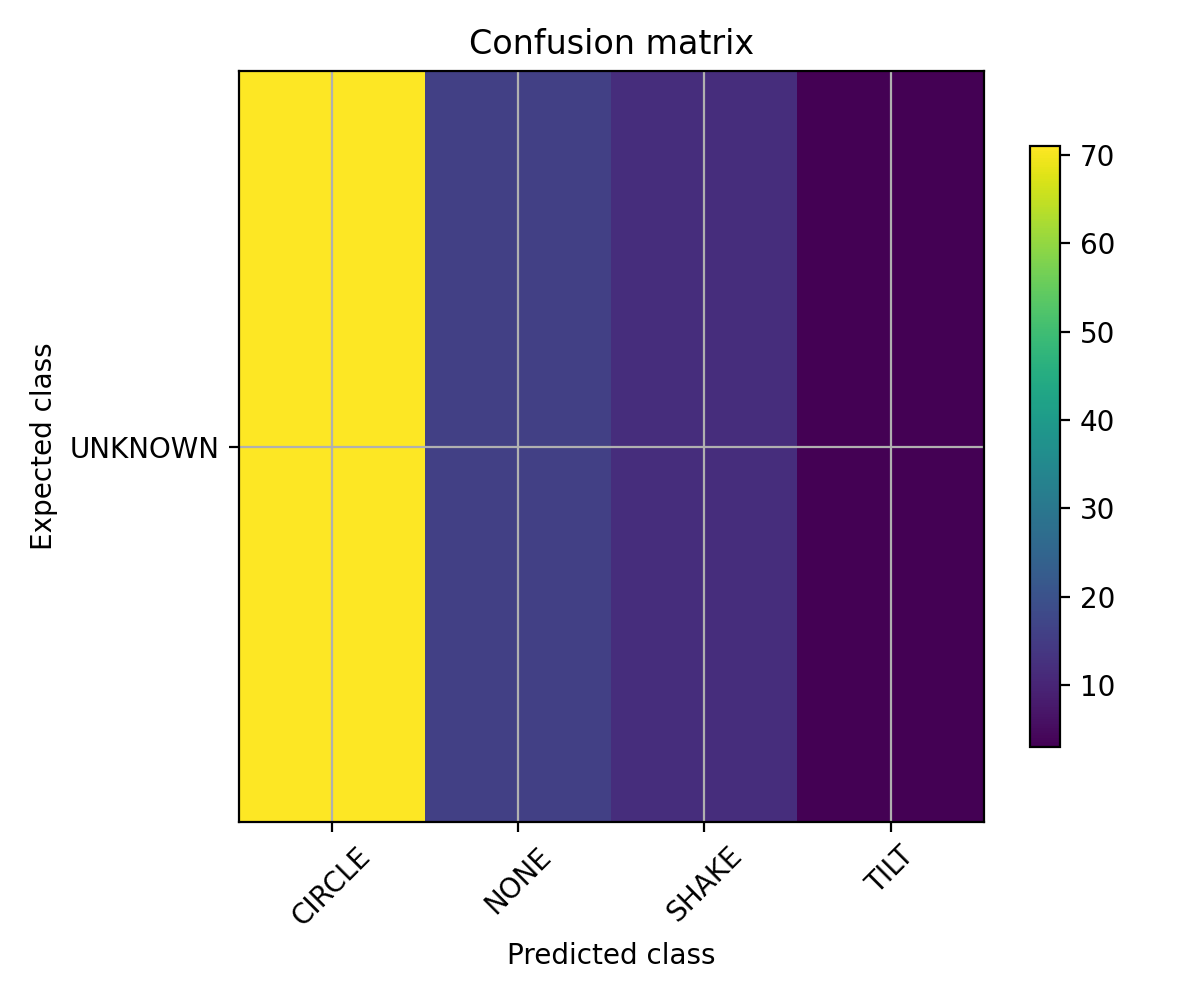 Confusion matrix
Expected class
UNKNOWN
CIRCLE
NONE
SHAKE
TILT
Predicted class
70
60
50
40
30
20
10